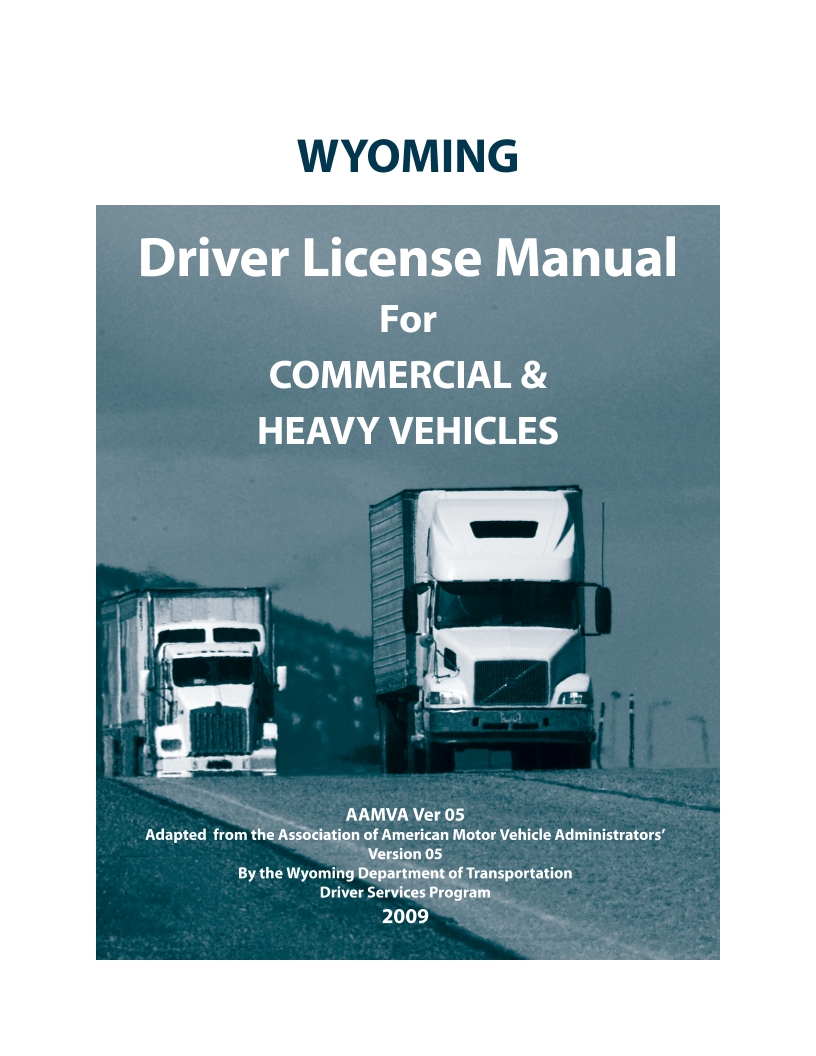 WYOMING
Driver License Manual
For
COMMERCIAL &
HEAVY VEHICLES
AAMVA Ver 05
Adapted from the Association of American Motor Vehicle Administrators’
Version 05
By the Wyoming Department of Transportation
Driver Services Program
2009